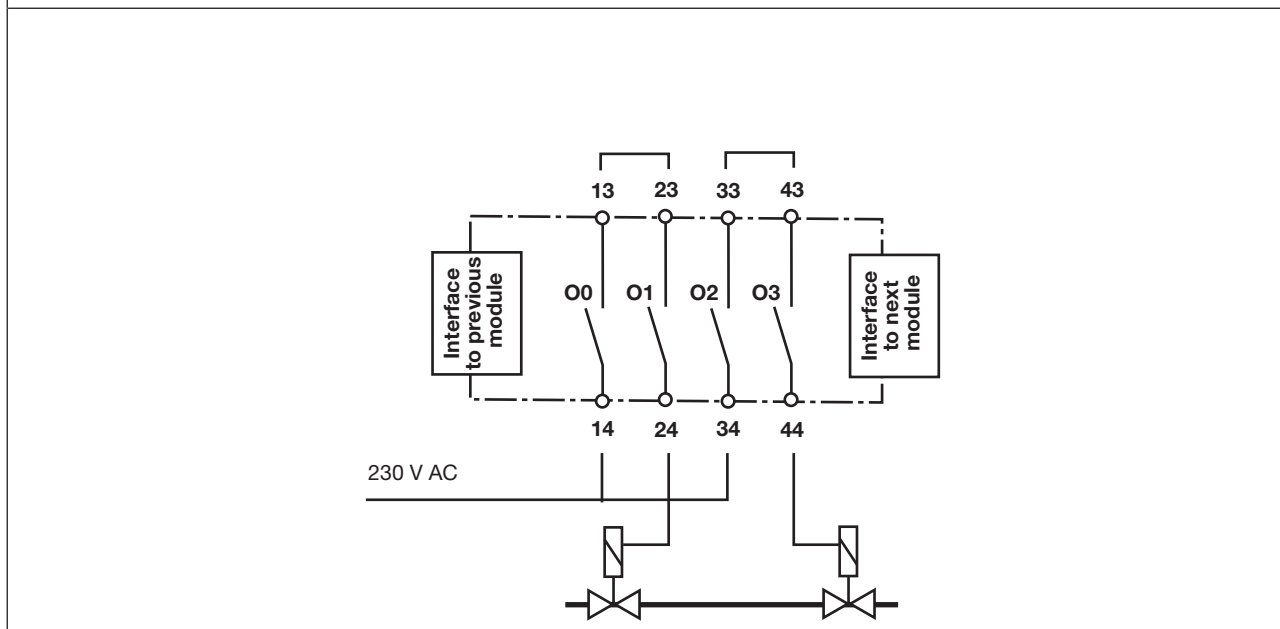 13 23 33 43
Interface
to previous
module
O0 O1 O2 O3
Interface
to next
module
14 24 34 44
230 V AC